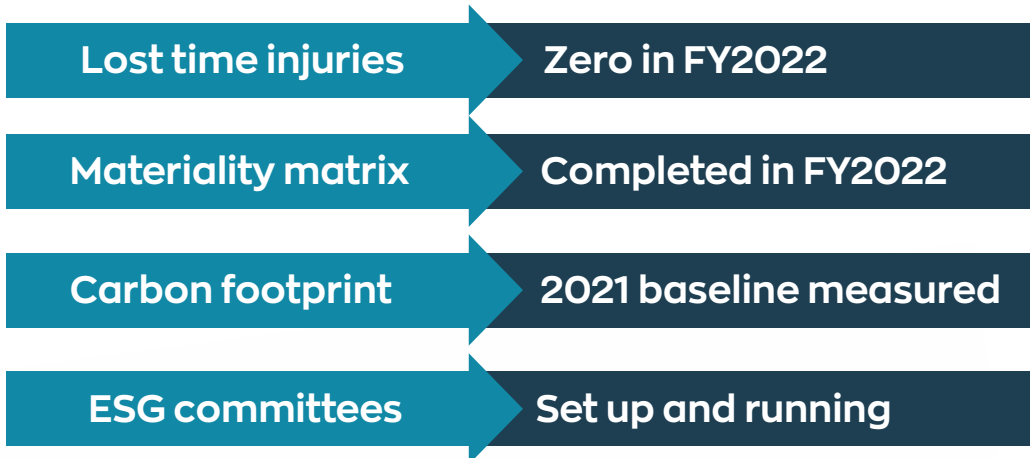 Lost time injuries
Zero in FY2022
Materiality matrix
Completed in FY2022
Carbon footprint
2021 baseline measured
ESG committees
Set up and running